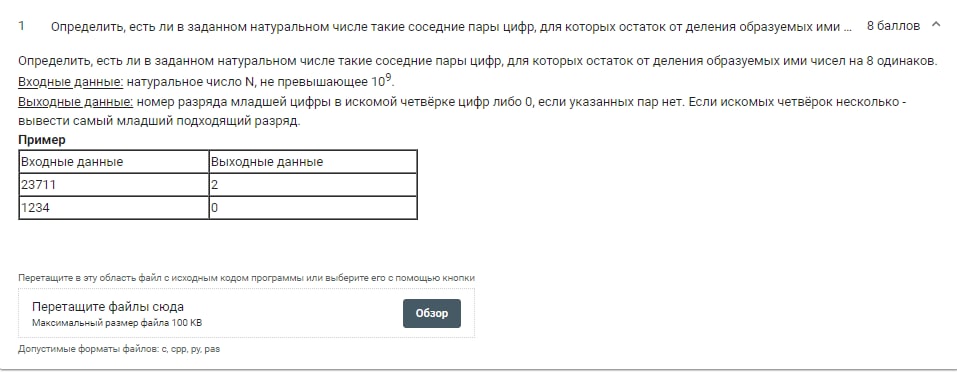 1 Определить, есть ли в заданном натуральном числе такие соседние пары цифр, для которых остаток от деления образуемых ими ... 8 баллов
Определить, есть ли в заданном натуральном числе такие соседние пары цифр, для которых остаток от деления образуемых ими чисел на 8 одинаков.
Входные данные: натуральное число N, не превышающее 10⁹.
Выходные данные: номер разряда младшей цифры в искомой четвёрке цифр либо 0, если указанных пар нет. Если искомых четвёрок несколько -
вывести самый младший подходящий разряд.
Пример
Входные данные Выходные данные
23711 2
1234 0
Перетащите в эту область файл с исходным кодом программы или выберите его с помощью кнопки
Перетащите файлы сюда
Максимальный размер файла 100 KB
Обзор
Допустимые форматы файлов: c, cpp, py, pas